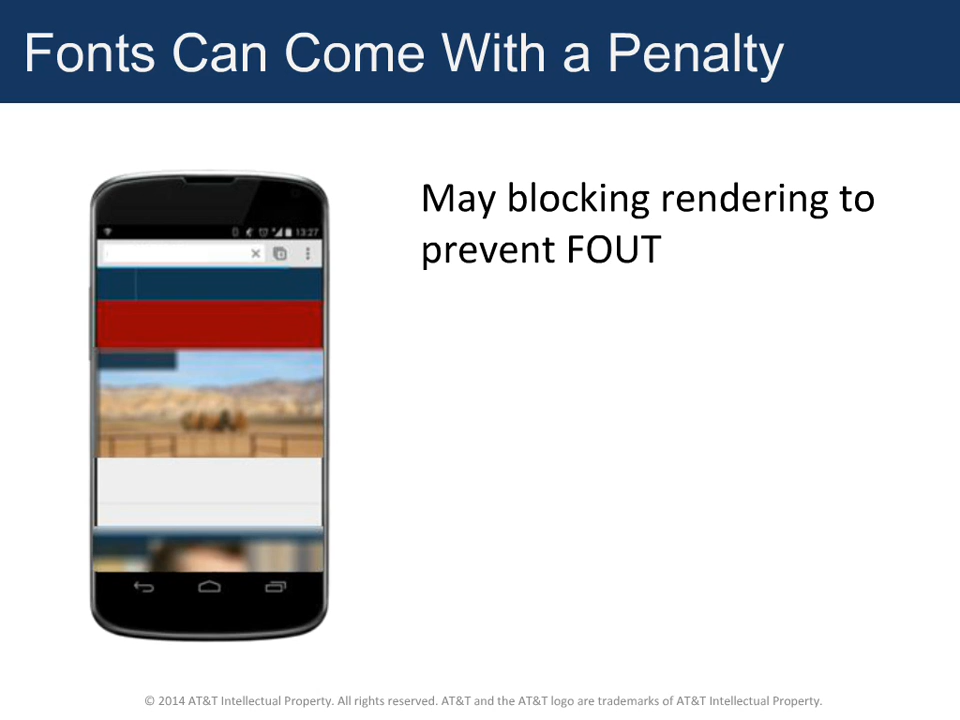 Fonts Can Come With a Penalty
May blocking rendering to
prevent FOUT
13:27
© 2014 AT&T Intellectual Property. All rights reserved. AT&T and the AT&T logo are trademarks of AT&T Intellectual Property.